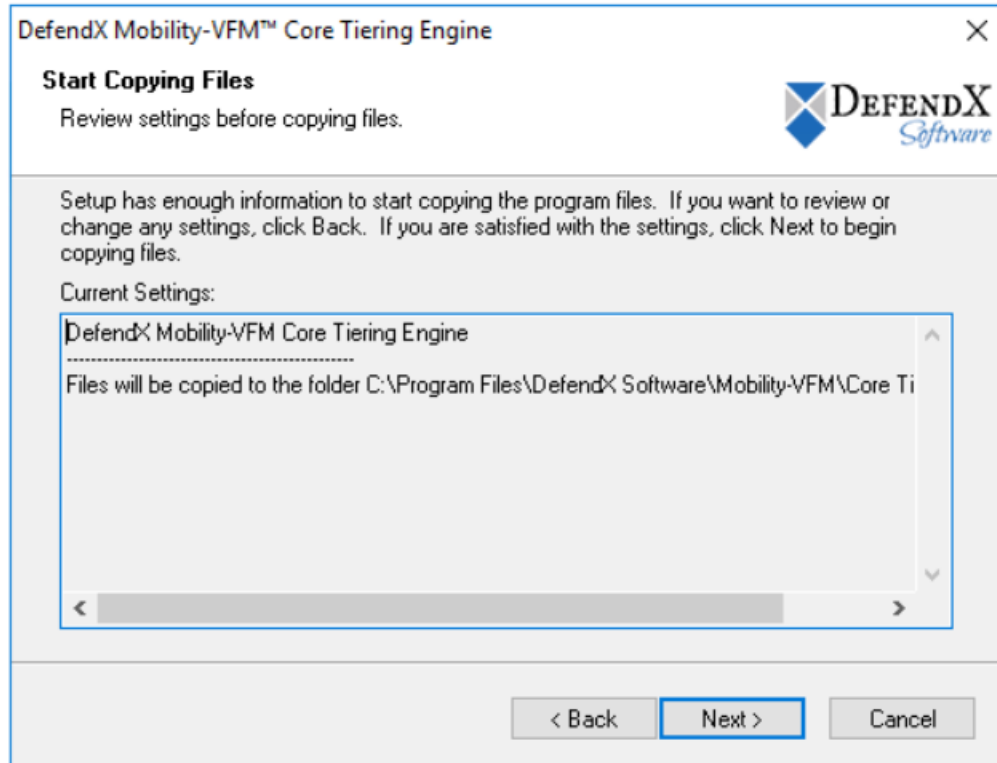 DefendX Mobility-VFM™ Core Tiering Engine
Start Copying Files
Review settings before copying files.
DEFENDX
Software
Setup has enough information to start copying the program files.  If you want to review or
change any settings, click Back.  If you are satisfied with the settings, click Next to begin
copying files.
Current Settings:
DefendX Mobility-VFM Core Tiering Engine
------------------------------------------------
Files will be copied to the folder C:\Program Files\DefendX Software\Mobility-VFM\Core Ti
< Back
Next >
Cancel